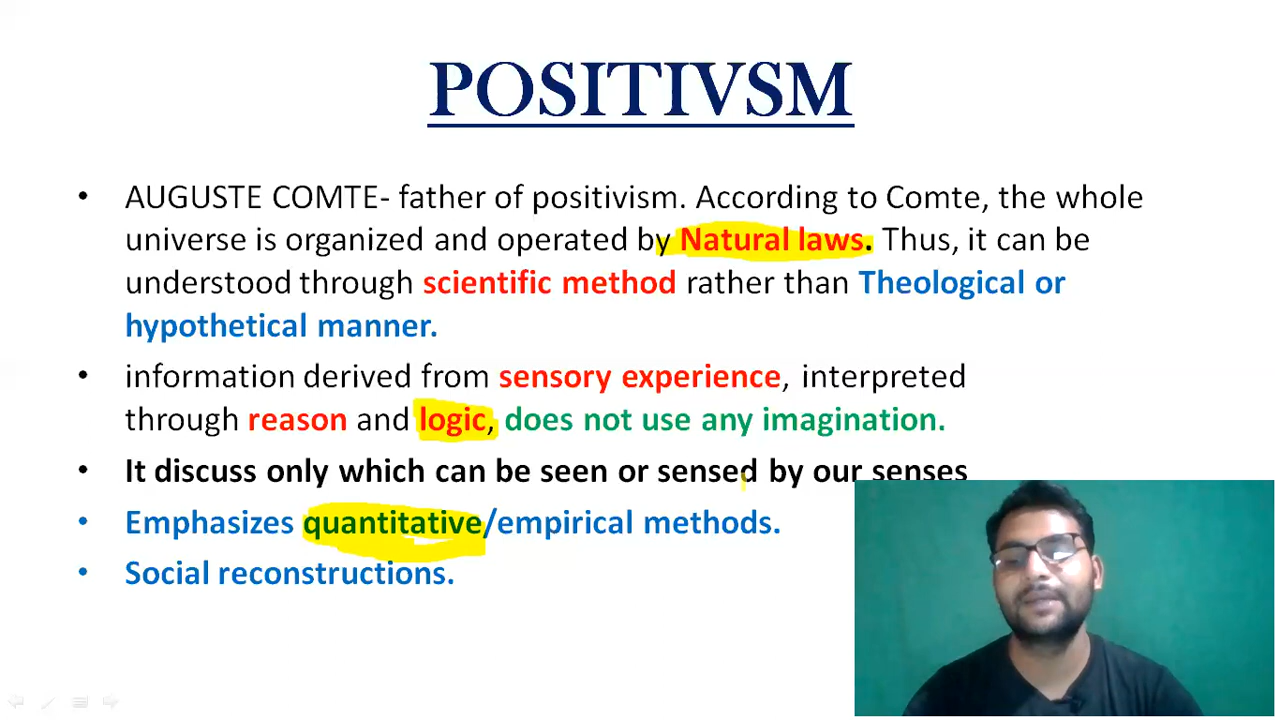 POSITIVSM
• AUGUSTE COMTE- father of positivism. According to Comte, the whole
universe is organized and operated by Natural laws. Thus, it can be
understood through scientific method rather than Theological or
hypothetical manner.
• information derived from sensory experience, interpreted
through reason and logic, does not use any imagination.
• It discuss only which can be seen or sensed by our senses
• Emphasizes quantitative/empirical methods.
• Social reconstructions.